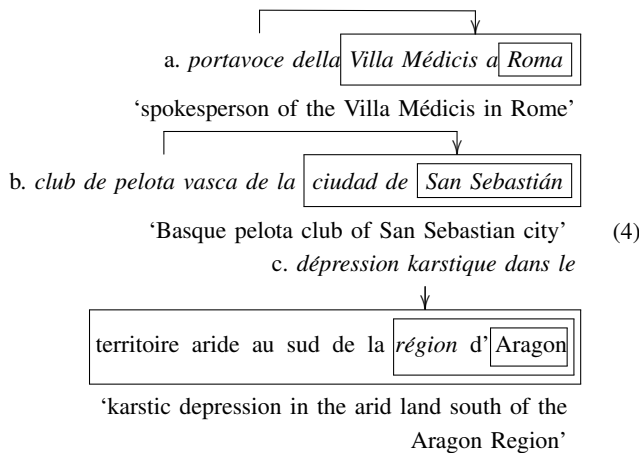 a. portavoce della Villa Médicis a Roma
‘spokesperson of the Villa Médicis in Rome’
b. club de pelota vasca de la ciudad de San Sebastián
‘Basque pelota club of San Sebastian city’ (4)
c. dépression karstique dans le
territoire aride au sud de la région d’Aragon
‘karstic depression in the arid land south of the
Aragon Region’